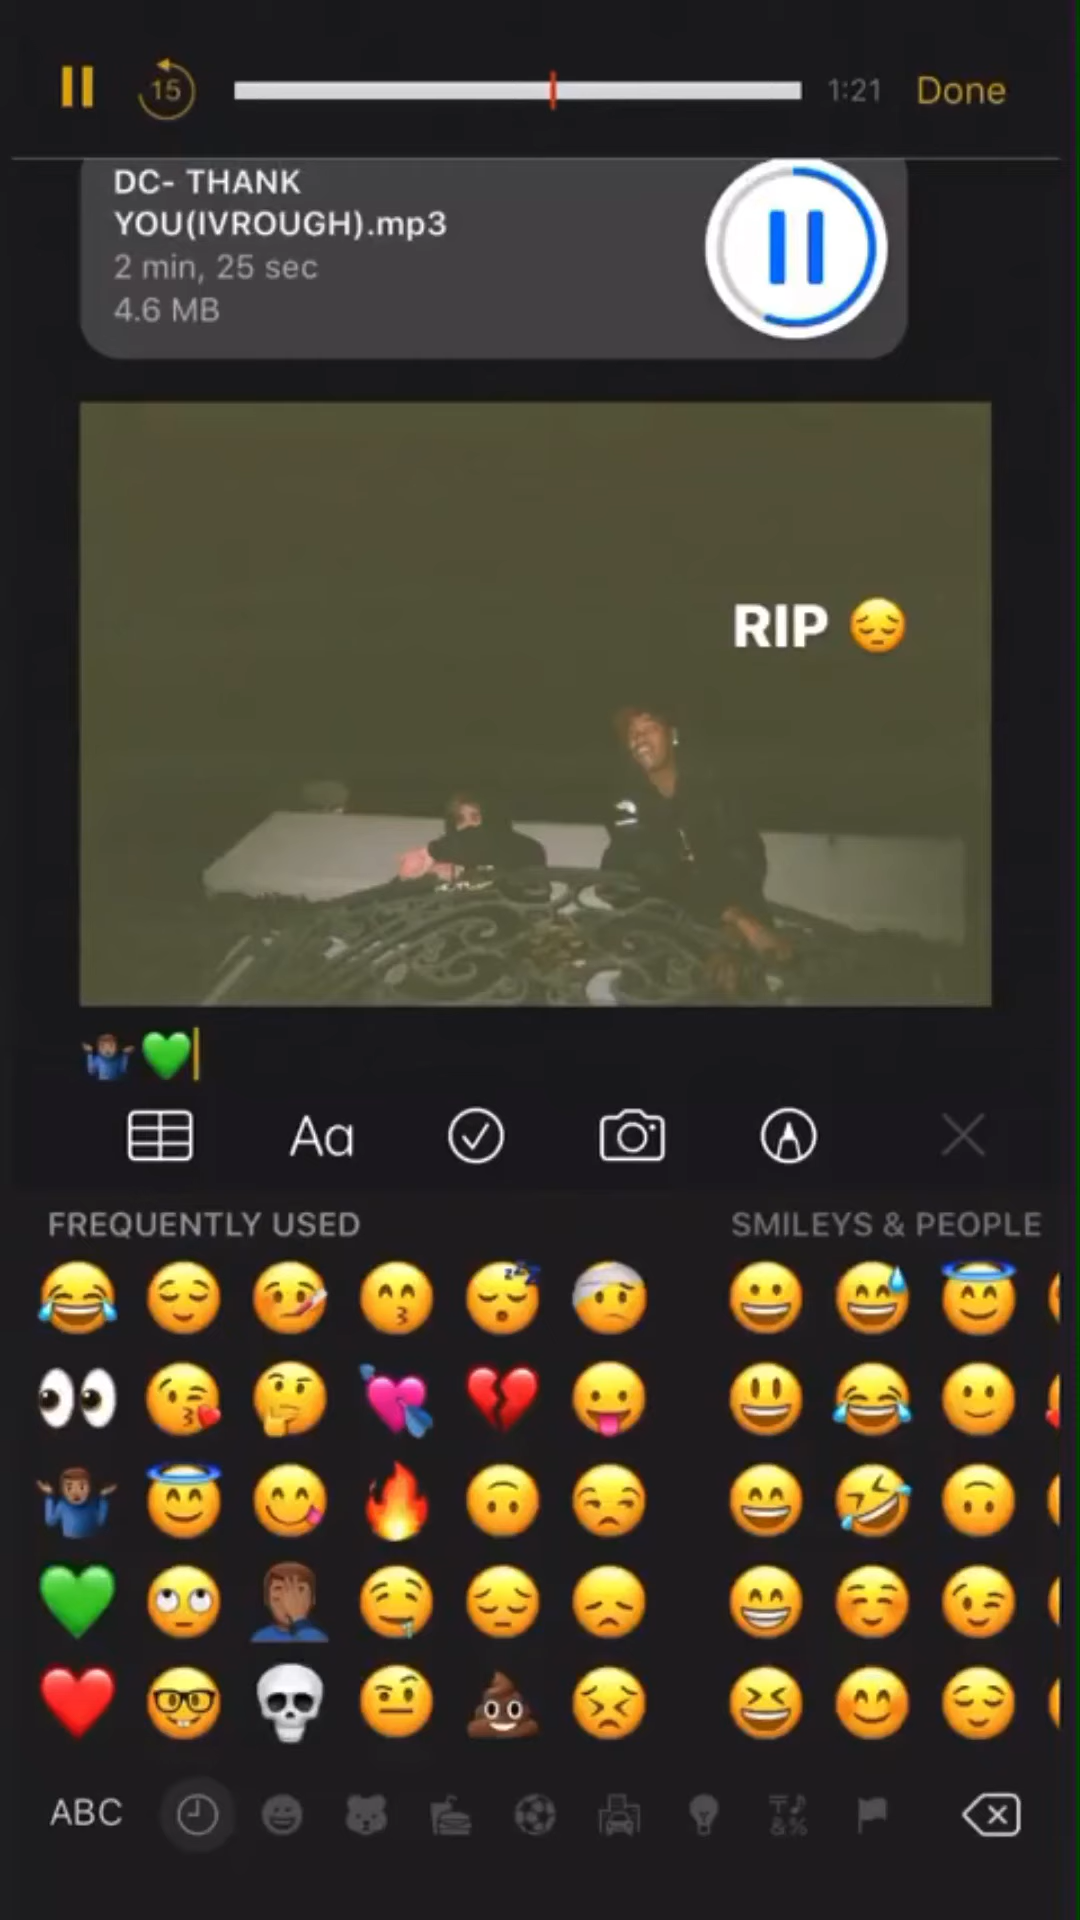 15
1:21
Done
DC- THANK
YOU(IVROUGH).mp3
2 min, 25 sec
4.6 MB
RIP 😔
🤷🏾‍♂️💚
Aa
FREQUENTLY USED
SMILEYS & PEOPLE
ABC
&%